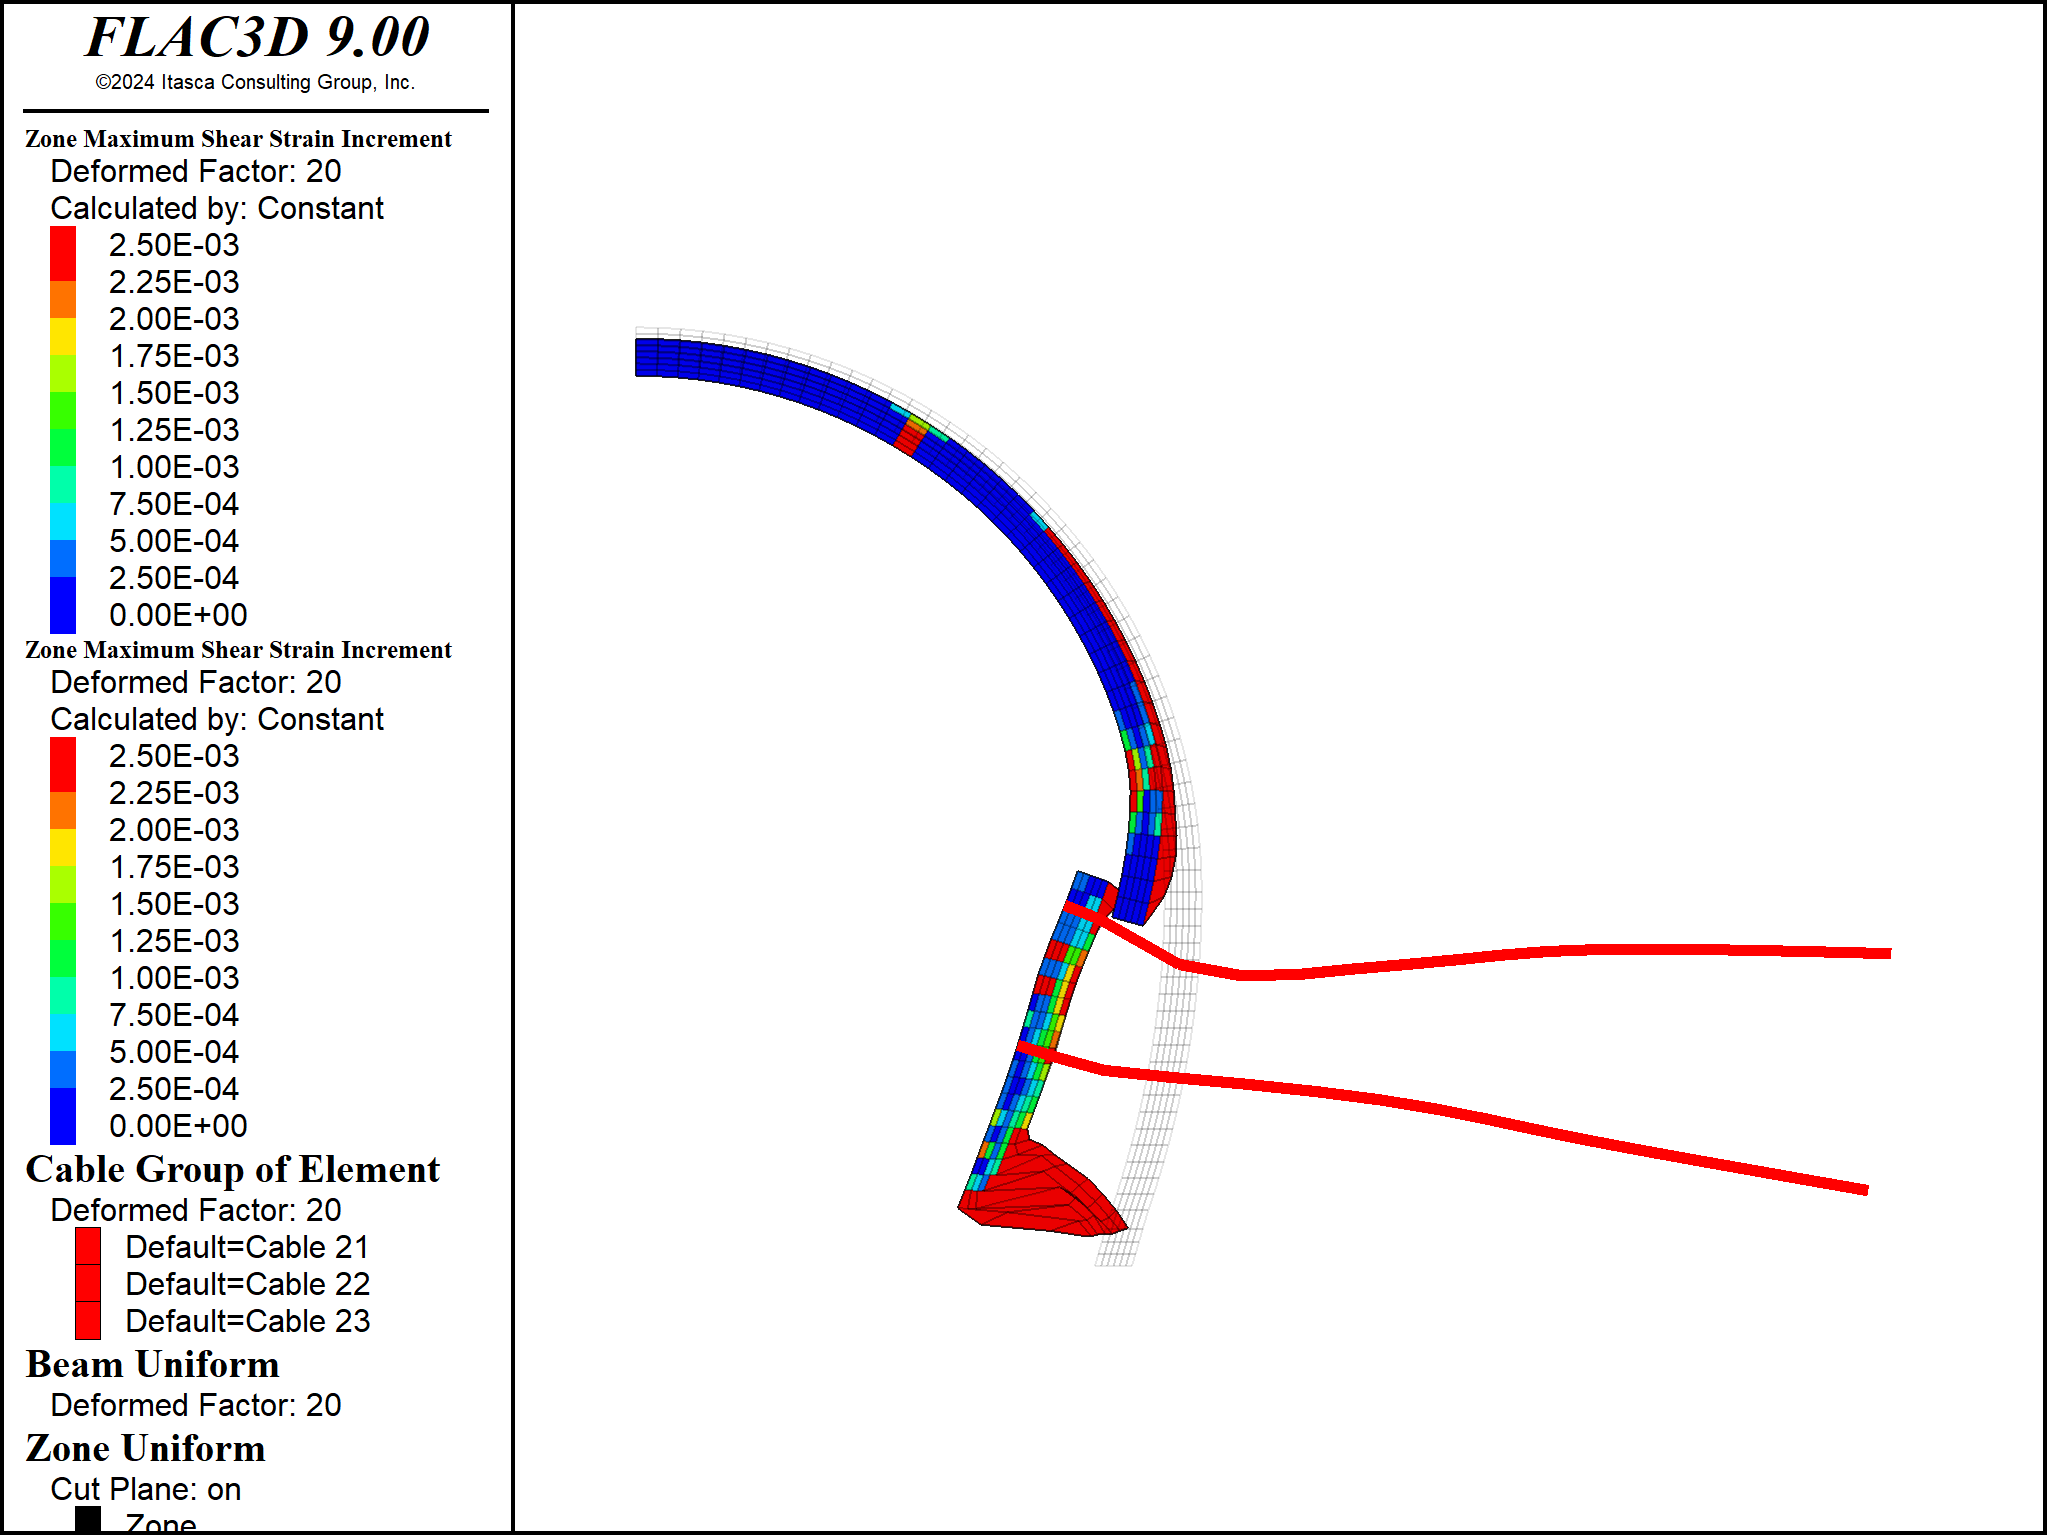 FLAC3D 9.00
©2024 Itasca Consulting Group, Inc.
Zone Maximum Shear Strain Increment
Deformed Factor: 20
Calculated by: Constant
2.50E-03
2.25E-03
2.00E-03
1.75E-03
1.50E-03
1.25E-03
1.00E-03
7.50E-04
5.00E-04
2.50E-04
0.00E+00
Zone Maximum Shear Strain Increment
Deformed Factor: 20
Calculated by: Constant
2.50E-03
2.25E-03
2.00E-03
1.75E-03
1.50E-03
1.25E-03
1.00E-03
7.50E-04
5.00E-04
2.50E-04
0.00E+00
Cable Group of Element
Deformed Factor: 20
Default=Cable 21
Default=Cable 22
Default=Cable 23
Beam Uniform
Deformed Factor: 20
Zone Uniform
Cut Plane: on
Zone